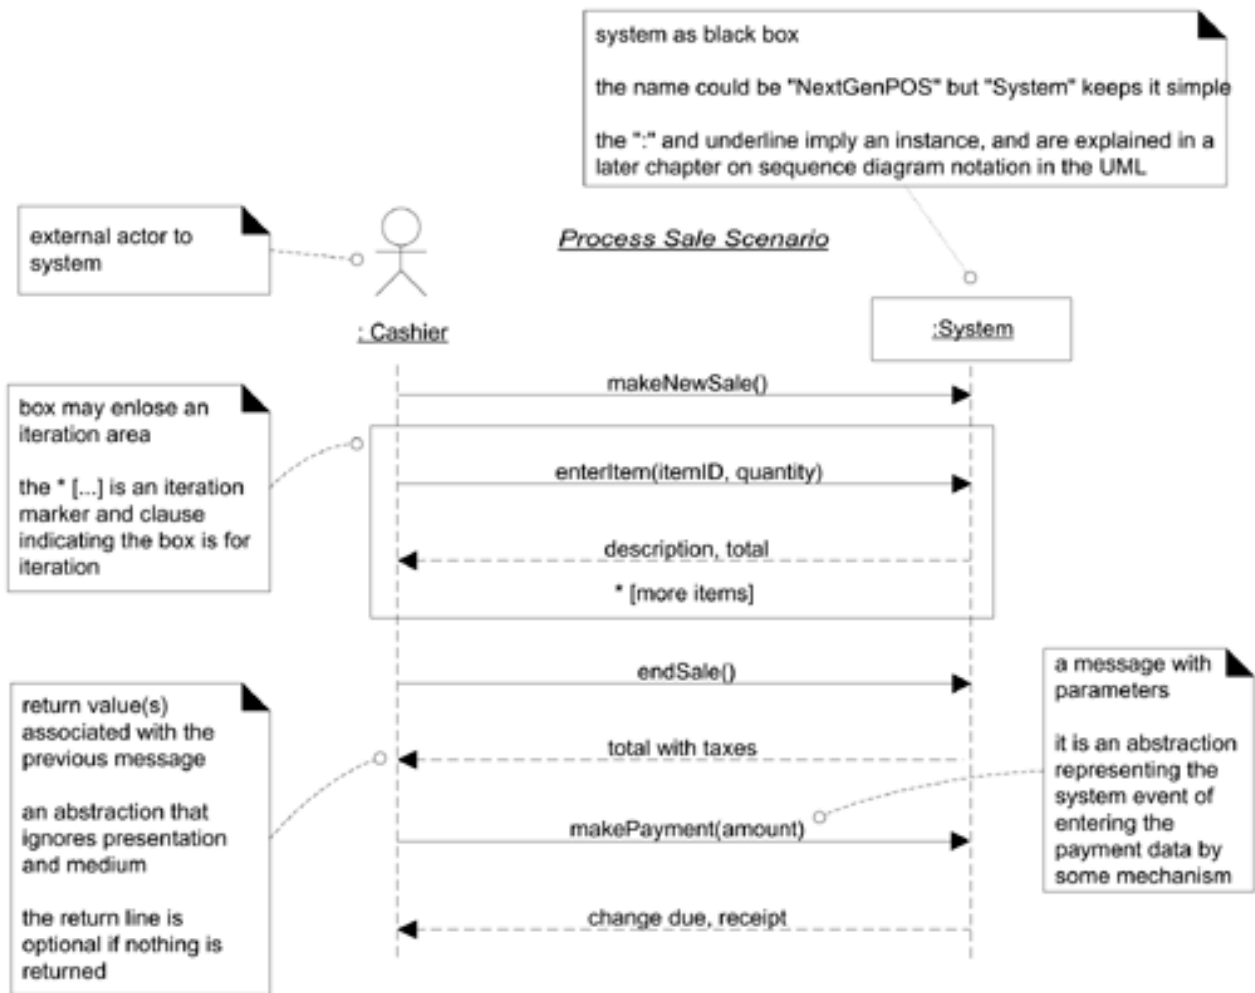 system as black box
the name could be "NextGenPOS" but "System" keeps it simple
the ":" and underline imply an instance, and are explained in a
later chapter on sequence diagram notation in the UML
external actor to
system
Process Sale Scenario
: Cashier
:System
makeNewSale()
box may enlose an
iteration area
the * [...] is an iteration
marker and clause
indicating the box is for
iteration
enterItem(itemID, quantity)
description, total
* [more items]
endSale()
return value(s)
associated with the
previous message
an abstraction that
ignores presentation
and medium
the return line is
optional if nothing is
returned
total with taxes
makePayment(amount)
change due, receipt
a message with
parameters
it is an abstraction
representing the
system event of
entering the
payment data by
some mechanism